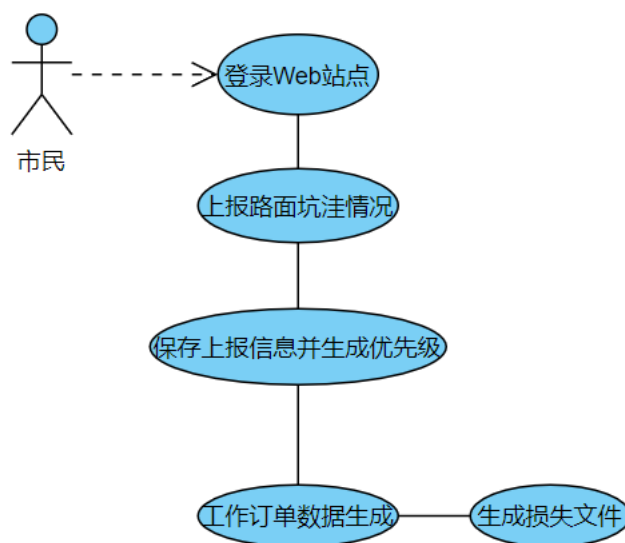 登录Web站点
市民
上报路面坑洼情况
保存上报信息并生成优先级
工作订单数据生成
生成损失文件